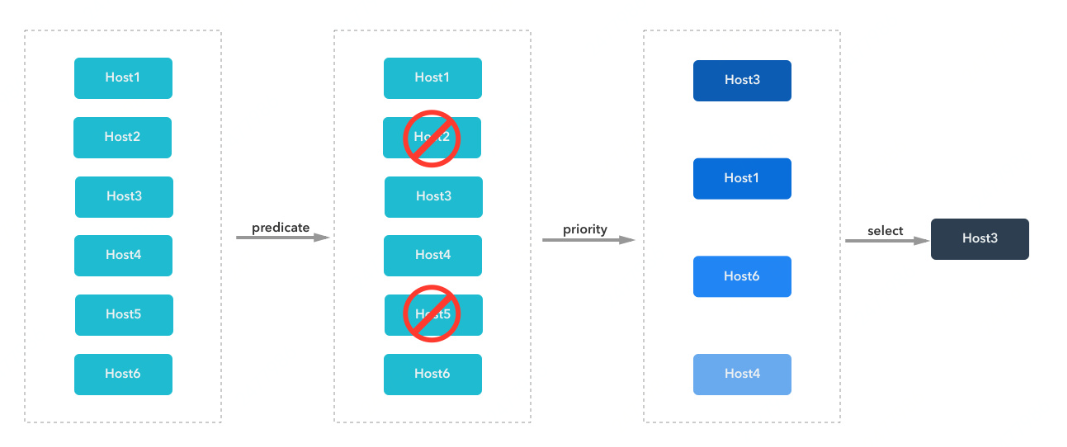 Host1
Host2
Host3
Host4
Host5
Host6
predicate
Host1
Host2
Host3
Host4
Host5
Host6
priority
Host3
Host1
Host6
Host4
select
Host3